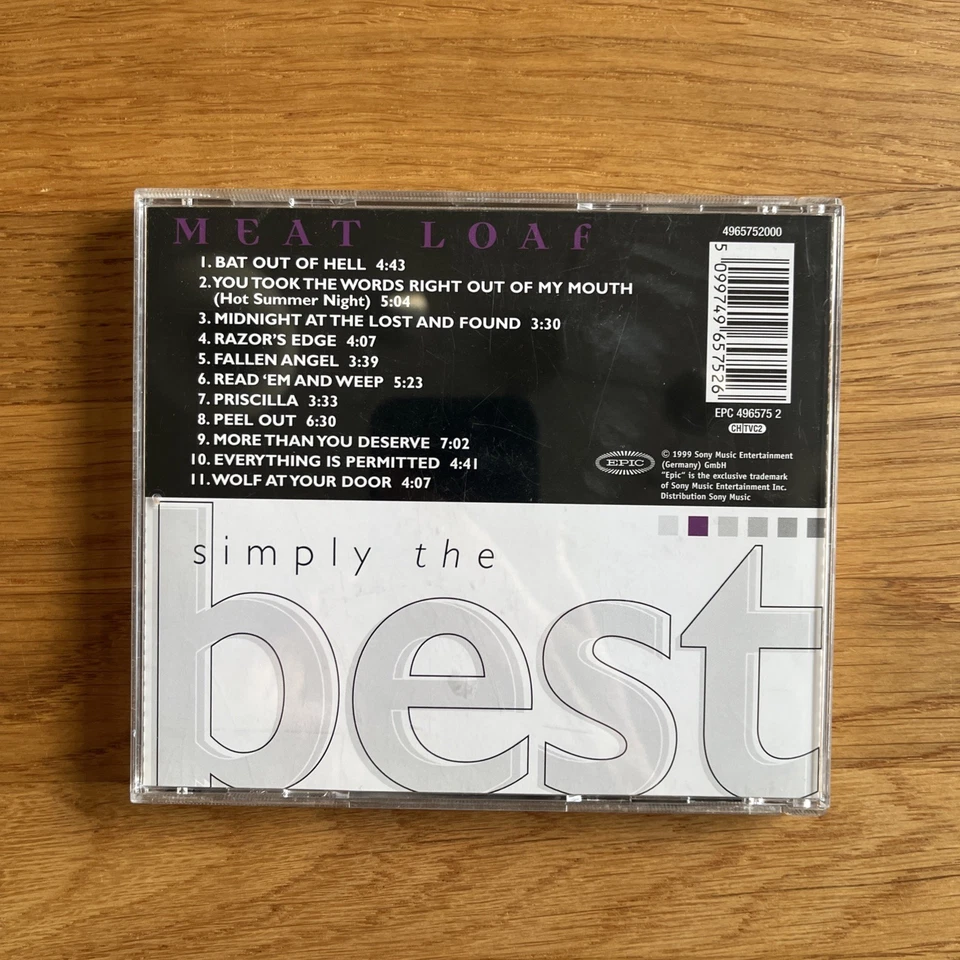 MEAT LOAF
1. BAT OUT OF HELL 4:43
2. YOU TOOK THE WORDS RIGHT OUT OF MY MOUTH
(Hot Summer Night) 5:04
3. MIDNIGHT AT THE LOST AND FOUND 3:30
4. RAZOR'S EDGE 4:07
5. FALLEN ANGEL 3:39
6. READ 'EM AND WEEP 5:23
7. PRISCILLA 3:33
8. PEEL OUT 6:30
9. MORE THAN YOU DESERVE 7:02
10. EVERYTHING IS PERMITTED 4:41
11. WOLF AT YOUR DOOR 4:07
4965752000
5 099749 657526
EPC 496575 2
CH TVC2
EPIC
© 1999 Sony Music Entertainment
(Germany) GmbH
"Epic" is the exclusive trademark
of Sony Music Entertainment Inc.
Distribution Sony Music
simply the
best